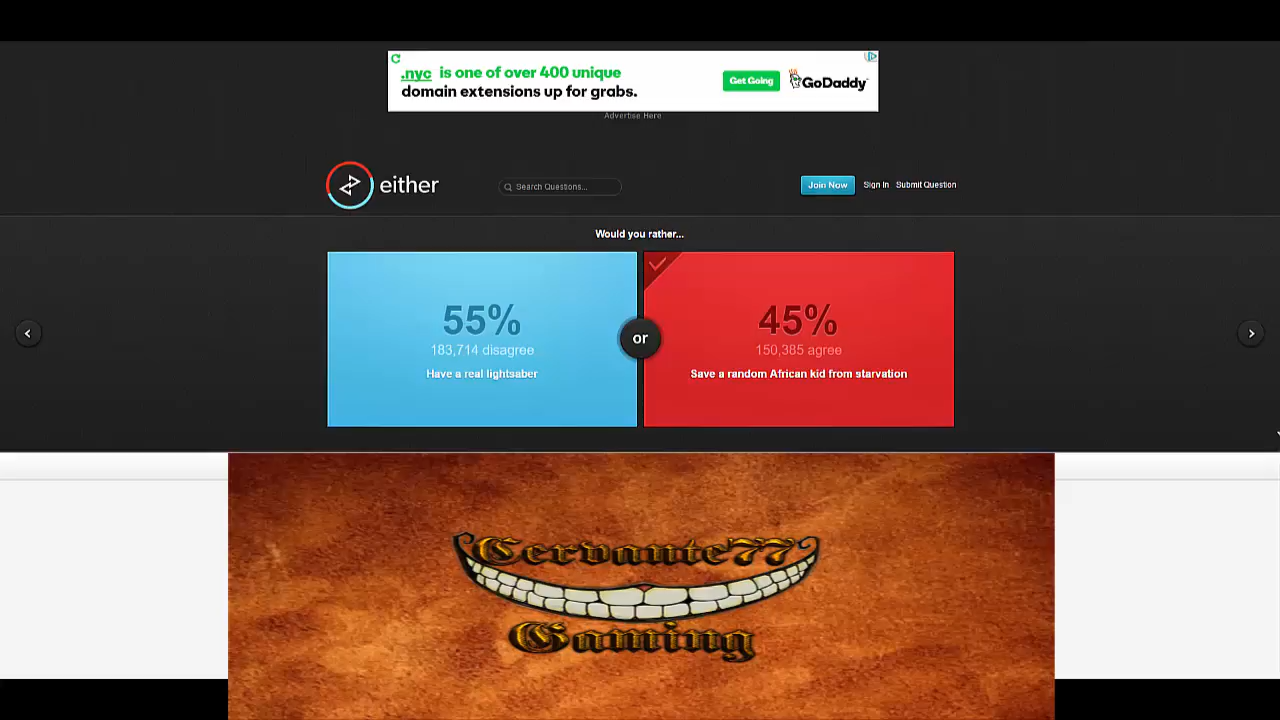 .nyc is one of over 400 unique
domain extensions up for grabs.
Get Going
GoDaddy
Advertise Here
either
Search Questions...
Join Now
Sign In
Submit Question
Would you rather...
55%
183,714 disagree
Have a real lightsaber
or
45%
150,385 agree
Save a random African kid from starvation
Cervante77
Gaming